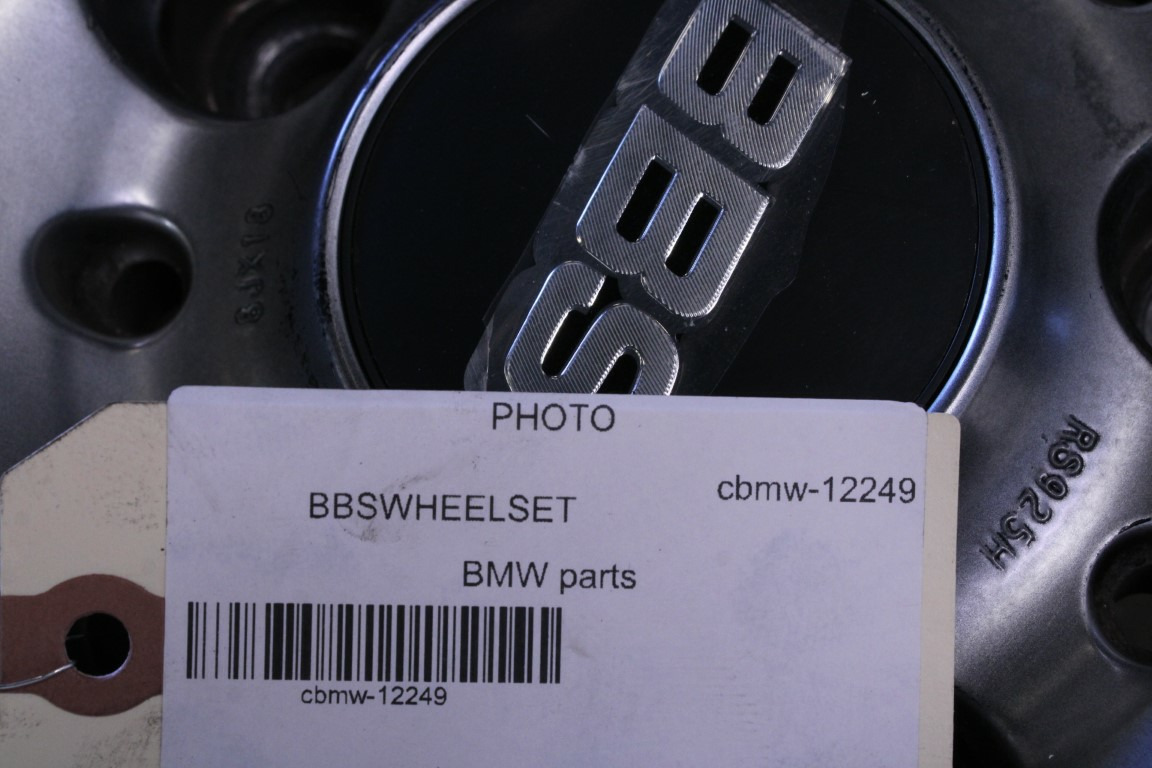 BBS
8JX18
RS925H
PHOTO
cbmw-12249
BBSWHEELSET
BMW parts
cbmw-12249